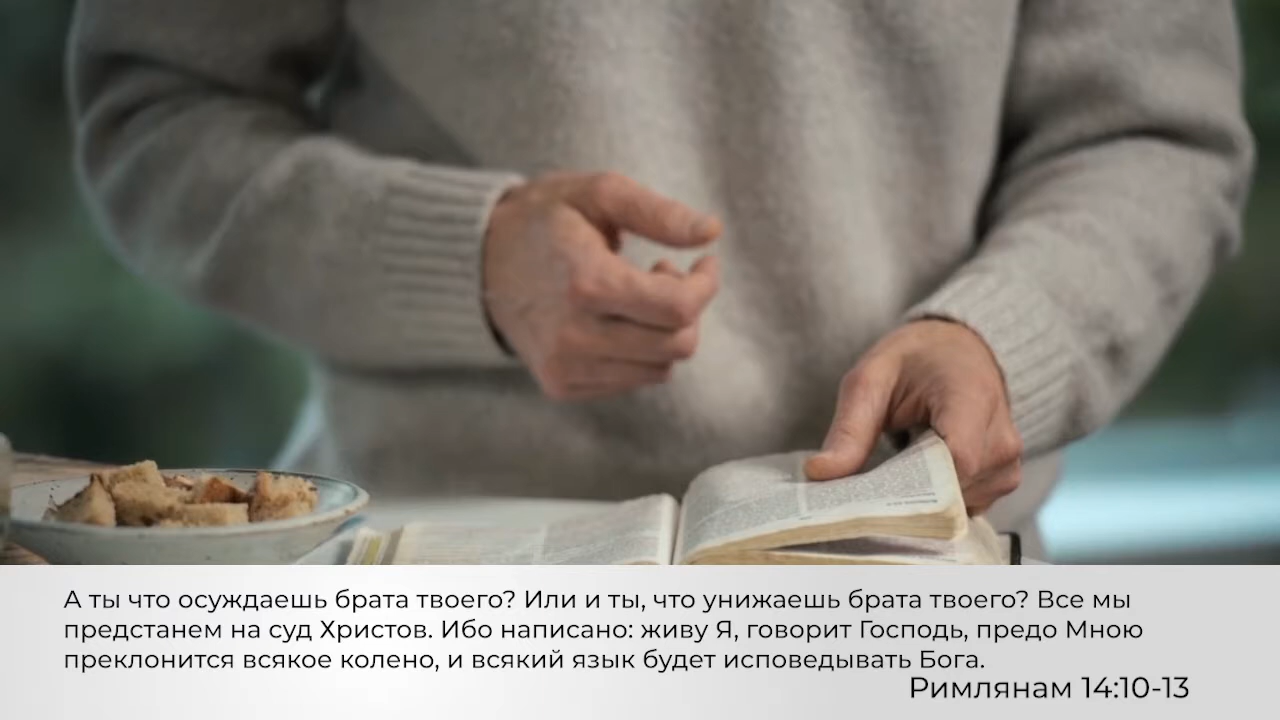 А ты что осуждаешь брата твоего? Или и ты, что унижаешь брата твоего? Все мы
предстанем на суд Христов. Ибо написано: живу Я, говорит Господь, предо Мною
преклонится всякое колено, и всякий язык будет исповедывать Бога.
Римлянам 14:10-13